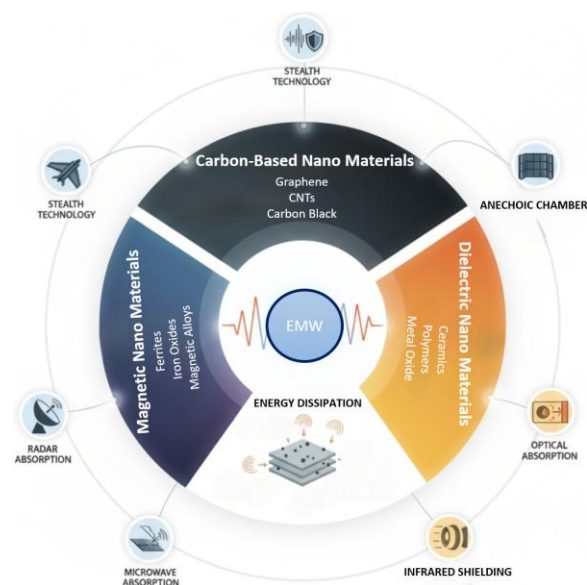 STEALTH
TECHNOLOGY
STEALTH
TECHNOLOGY
ANECHOIC CHAMBER
Carbon-Based Nano Materials
Graphene
CNTs
Carbon Black
Magnetic Nano Materials
Ferrites
Iron Oxides
Magnetic Alloys
EMW
Dielectric Nano Materials
Ceramics
Polymers
Metal Oxide
ENERGY DISSIPATION
RADAR
ABSORPTION
OPTICAL
ABSORPTION
MICROWAVE
ABSORPTION
INFRARED SHIELDING